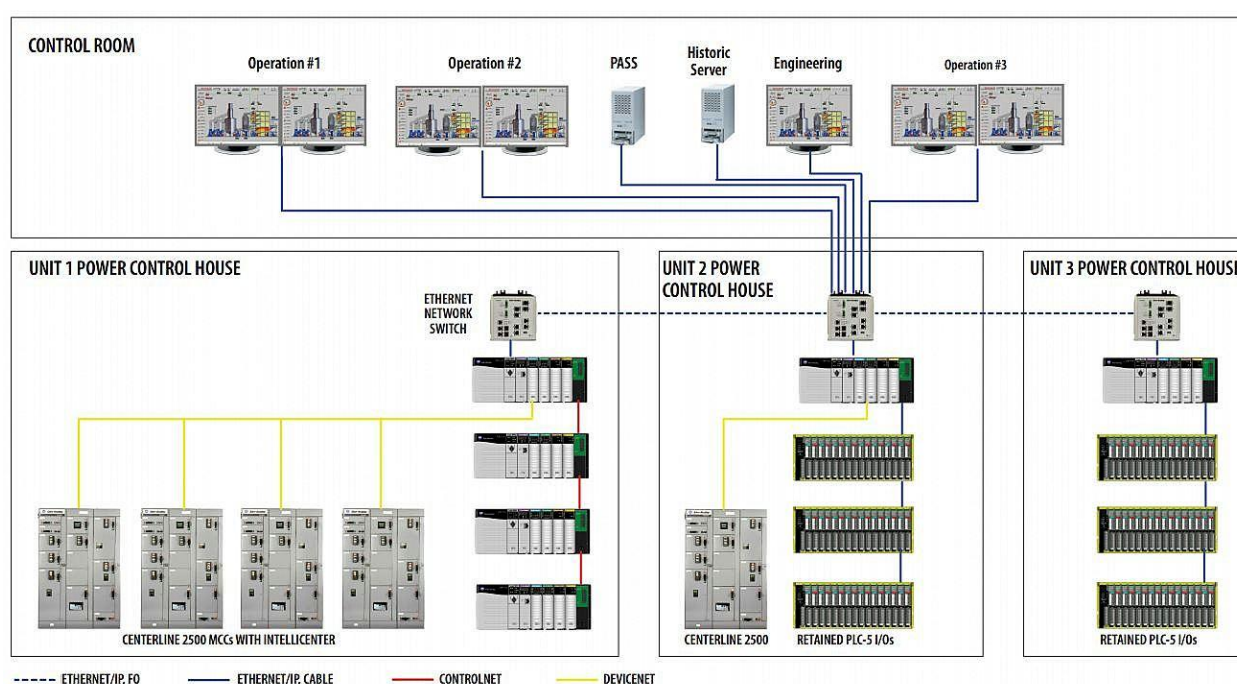 CONTROL ROOM
Operation #1
Operation #2
PASS
Historic
Server
Engineering
Operation #3
UNIT 1 POWER CONTROL HOUSE
ETHERNET
NETWORK
SWITCH
CENTERLINE 2500 MCCs WITH INTELLICENTER
UNIT 2 POWER
CONTROL HOUSE
CENTERLINE 2500
RETAINED PLC-5 I/Os
UNIT 3 POWER CONTROL HOUSE
RETAINED PLC-5 I/Os
ETHERNET/IP. FO
ETHERNET/IP. CABLE
CONTROLNET
DEVICENET